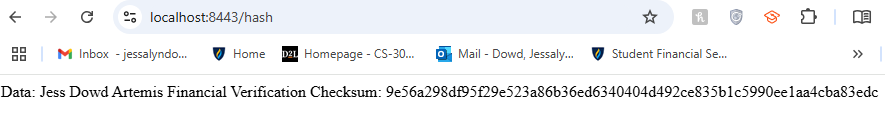 localhost:8443/hash
Inbox - jessalyndo... Home D2L Homepage - CS-30... Mail - Dowd, Jessaly... Student Financial Se... »
Data: Jess Dowd Artemis Financial Verification Checksum: 9e56a298df95f29e523a86b36ed6340404d492ce835b1c5990ee1aa4cba83edc